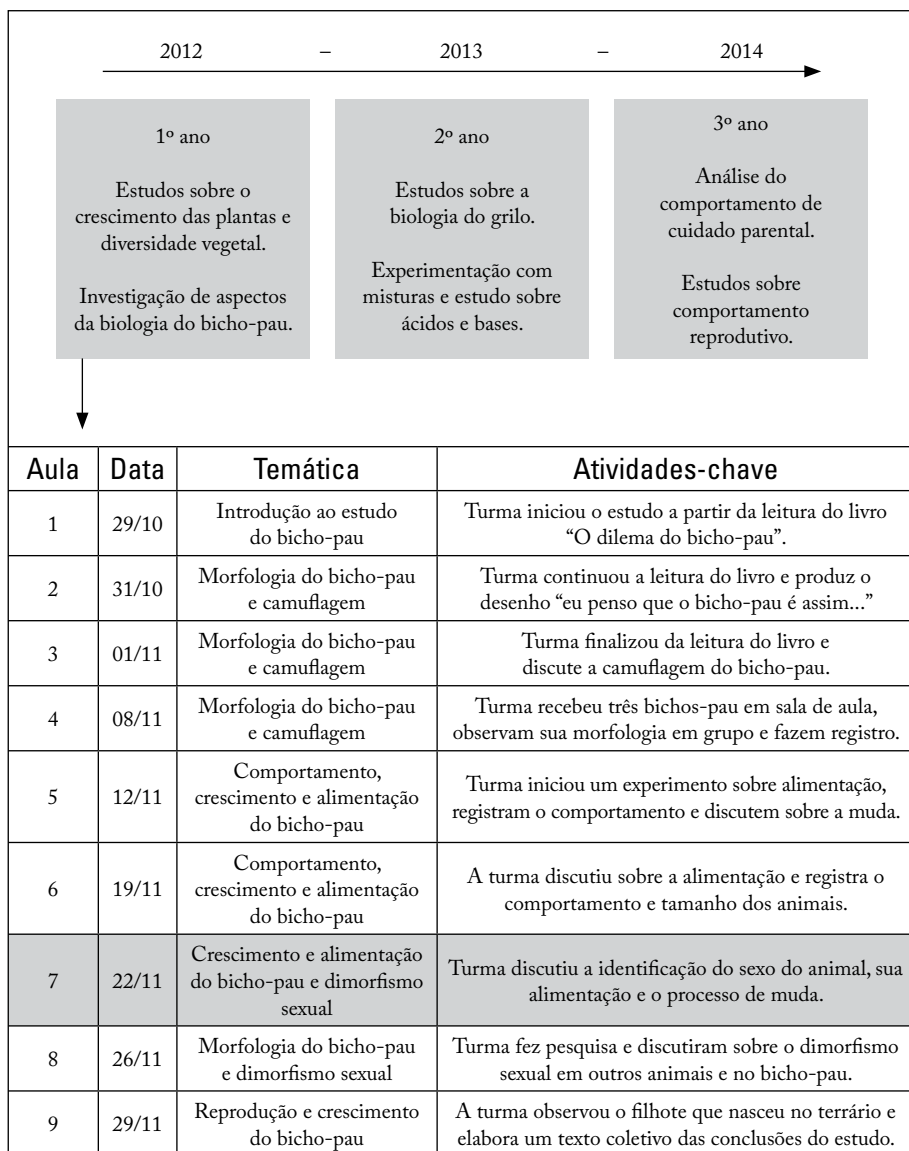 2012 – 2013 – 2014
1º ano
Estudos sobre o
crescimento das plantas e
diversidade vegetal.
Investigação de aspectos
da biologia do bicho-pau.
2º ano
Estudos sobre a
biologia do grilo.
Experimentação com
misturas e estudo sobre
ácidos e bases.
3º ano
Análise do
comportamento de
cuidado parental.
Estudos sobre
comportamento
reprodutivo.
Aula Data Temática Atividades-chave
1 29/10
Introdução ao estudo
do bicho-pau
Turma iniciou o estudo a partir da leitura do livro
“O dilema do bicho-pau”.
2 31/10
Morfologia do bicho-pau
e camuflagem
Turma continuou a leitura do livro e produz o
desenho “eu penso que o bicho-pau é assim...”
3 01/11
Morfologia do bicho-pau
e camuflagem
Turma finalizou da leitura do livro e
discute a camuflagem do bicho-pau.
4 08/11
Morfologia do bicho-pau
e camuflagem
Turma recebeu três bichos-pau em sala de aula,
observam sua morfologia em grupo e fazem registro.
5 12/11
Comportamento,
crescimento e alimentação
do bicho-pau
Turma iniciou um experimento sobre alimentação,
registram o comportamento e discutem sobre a muda.
6 19/11
Comportamento,
crescimento e alimentação
do bicho-pau
A turma discutiu sobre a alimentação e registra o
comportamento e tamanho dos animais.
7 22/11
Crescimento e alimentação
do bicho-pau e dimorfismo
sexual
Turma discutiu a identificação do sexo do animal, sua
alimentação e o processo de muda.
8 26/11
Morfologia do bicho-pau
e dimorfismo sexual
Turma fez pesquisa e discutiram sobre o dimorfismo
sexual em outros animais e no bicho-pau.
9 29/11
Reprodução e crescimento
do bicho-pau
A turma observou o filhote que nasceu no terrário e
elabora um texto coletivo das conclusões do estudo.